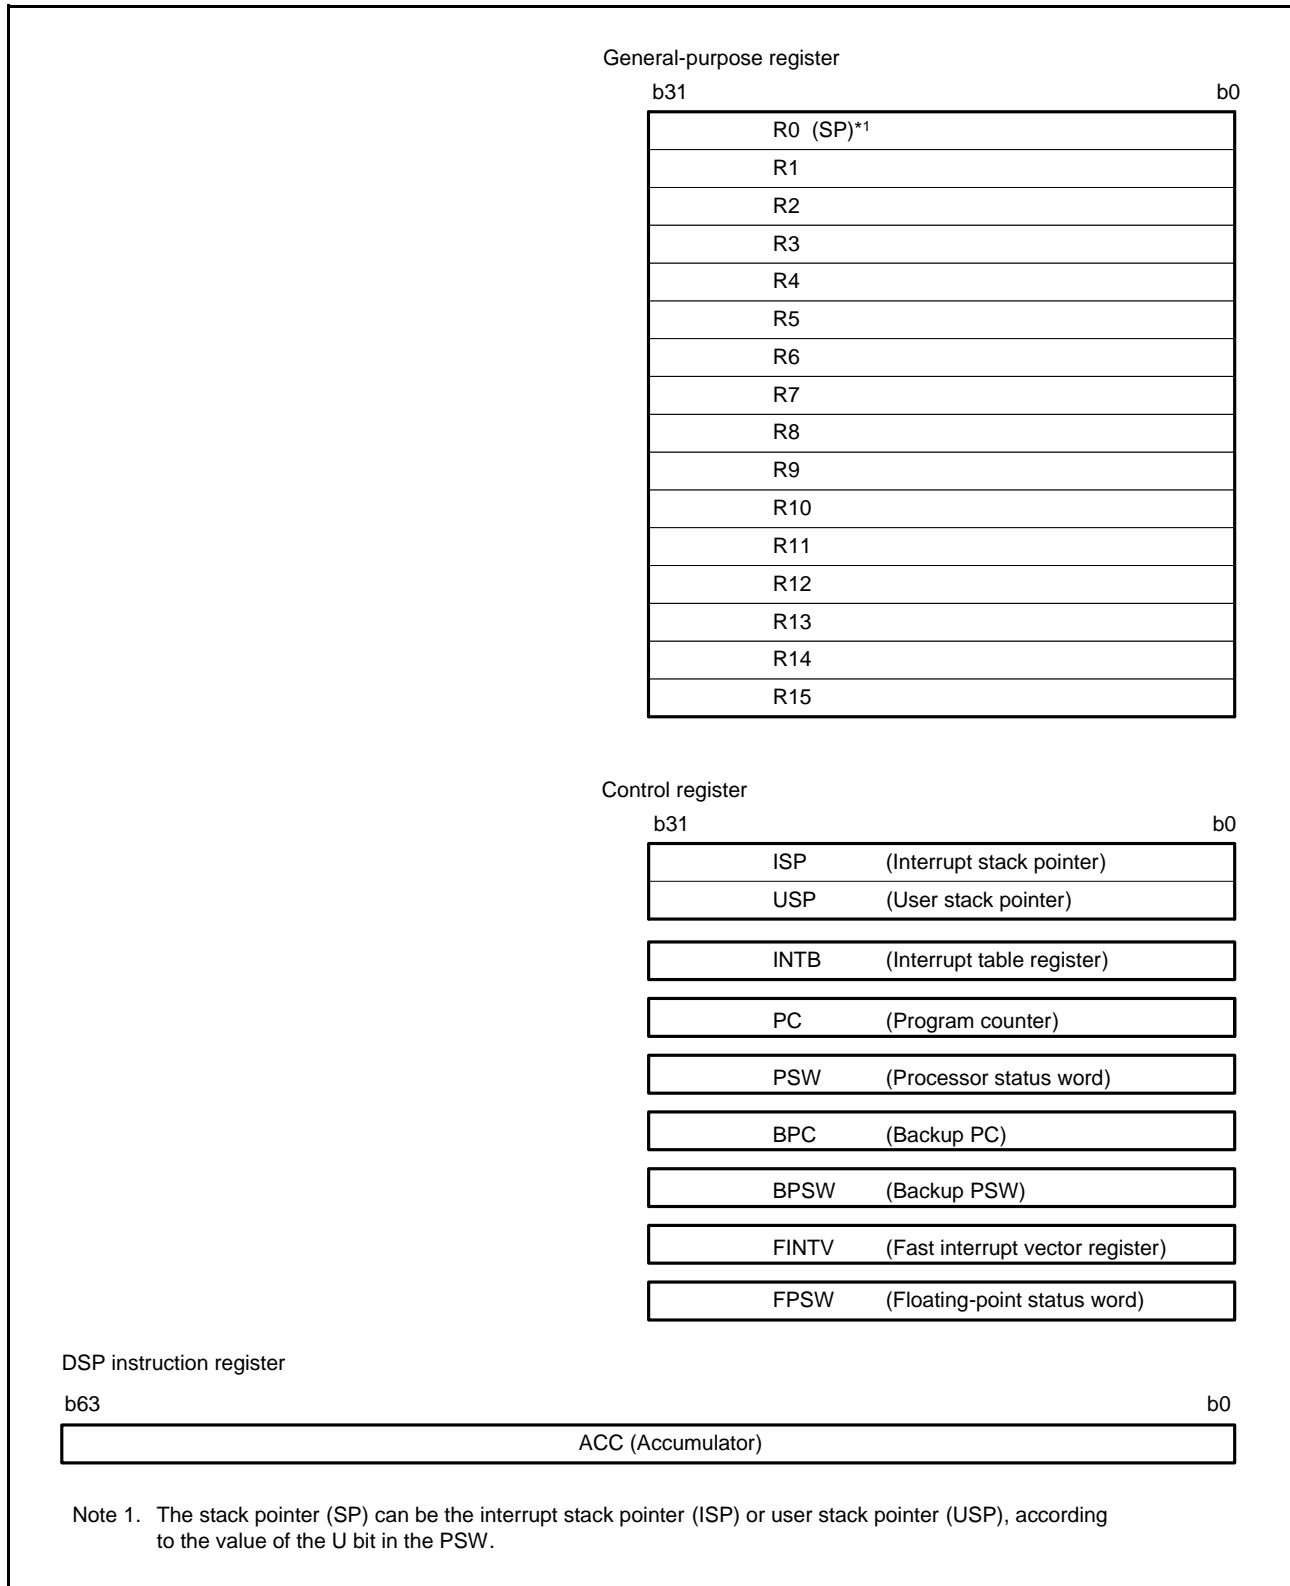 General-purpose register
b31 b0
R0 (SP)*1
R1
R2
R3
R4
R5
R6
R7
R8
R9
R10
R11
R12
R13
R14
R15
Control register
b31 b0
ISP (Interrupt stack pointer)
USP (User stack pointer)
INTB (Interrupt table register)
PC (Program counter)
PSW (Processor status word)
BPC (Backup PC)
BPSW (Backup PSW)
FINTV (Fast interrupt vector register)
FPSW (Floating-point status word)
DSP instruction register
b63 b0
ACC (Accumulator)
Note 1. The stack pointer (SP) can be the interrupt stack pointer (ISP) or user stack pointer (USP), according
to the value of the U bit in the PSW.